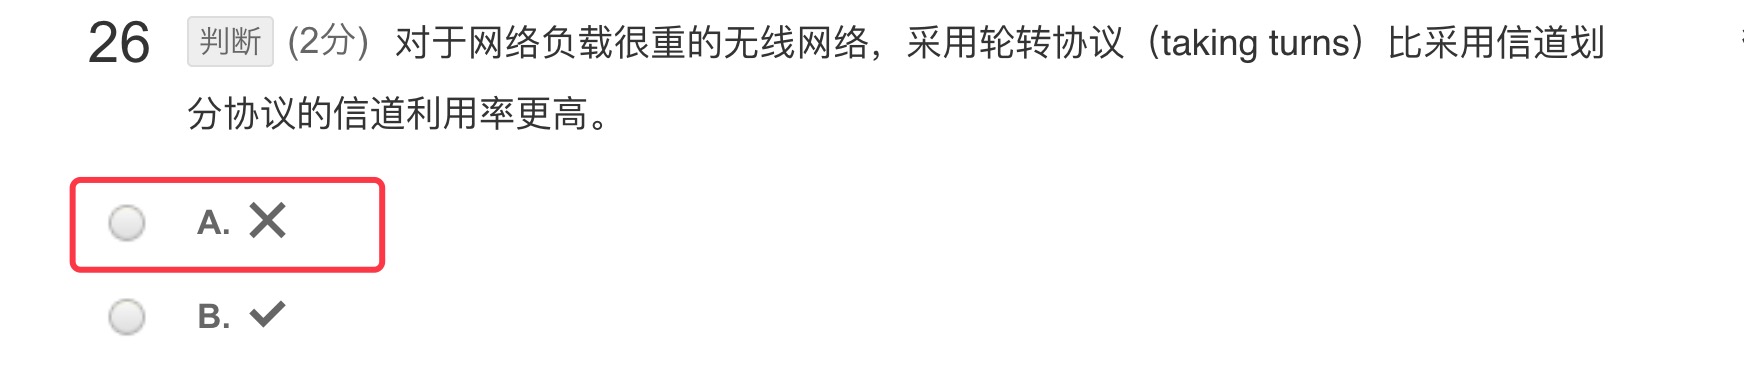 26 判断 (2分) 对于网络负载很重的无线网络，采用轮转协议（taking turns）比采用信道划
分协议的信道利用率更高。
A. ✕
B. ✓